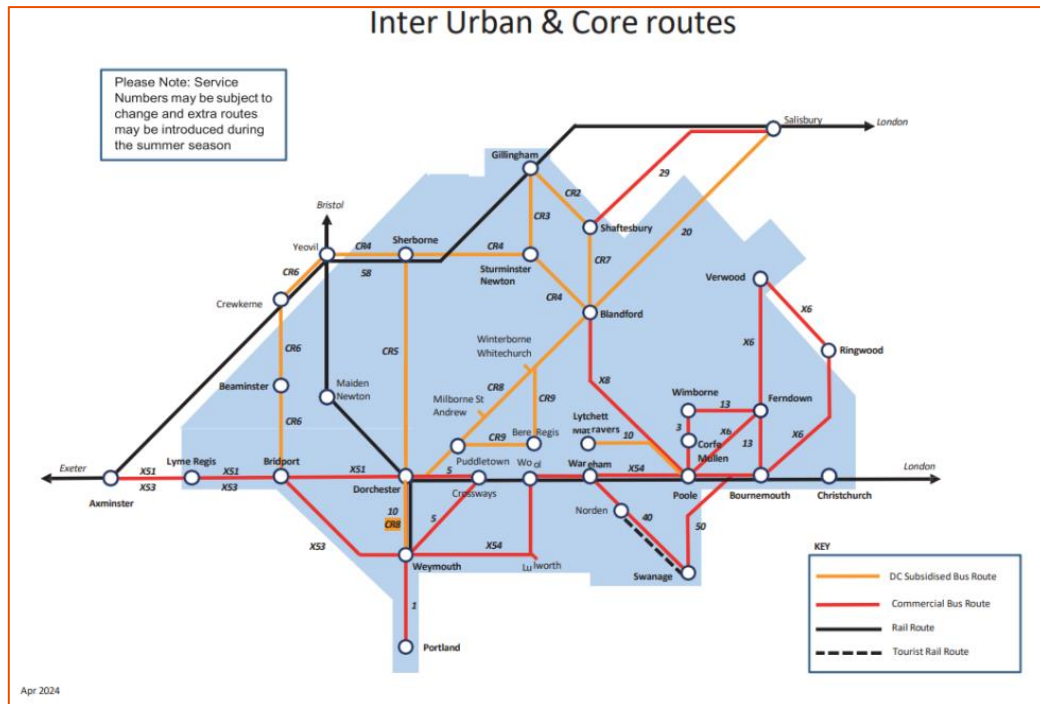 Inter Urban & Core routes
Please Note: Service
Numbers may be subject to
change and extra routes
may be introduced during
the summer season
Salisbury
London
Gillingham
29
CR2
Bristol
CR3
Shaftesbury
20
Yeovil
CR4
Sherborne
CR4
58
Sturminster
Newton
CR7
Verwood
CR6
CR4
Crewkerne
Blandford
X6
Winterborne
Whitechurch
X6
Ringwood
CR6
CR5
X8
Beaminster
Maiden
Newton
CR8
Wimborne
13
Ferndown
Milborne St
Andrew
CR9
Lytchett
Matravers
10
3
X6
CR6
CR9
Bere Regis
Corfe
Mullen
13
X6
Exeter
X51
X53
Lyme Regis
X51
X53
Bridport
X51
Puddletown
5
Wool
Wareham
X54
London
Axminster
Dorchester
Crossways
Poole
Bournemouth
Christchurch
10
CR8
5
Norden
40
50
X53
X54
Weymouth
Lulworth
Swanage
1
Portland
KEY
DC Subsidised Bus Route
Commercial Bus Route
Rail Route
Tourist Rail Route
Apr 2024